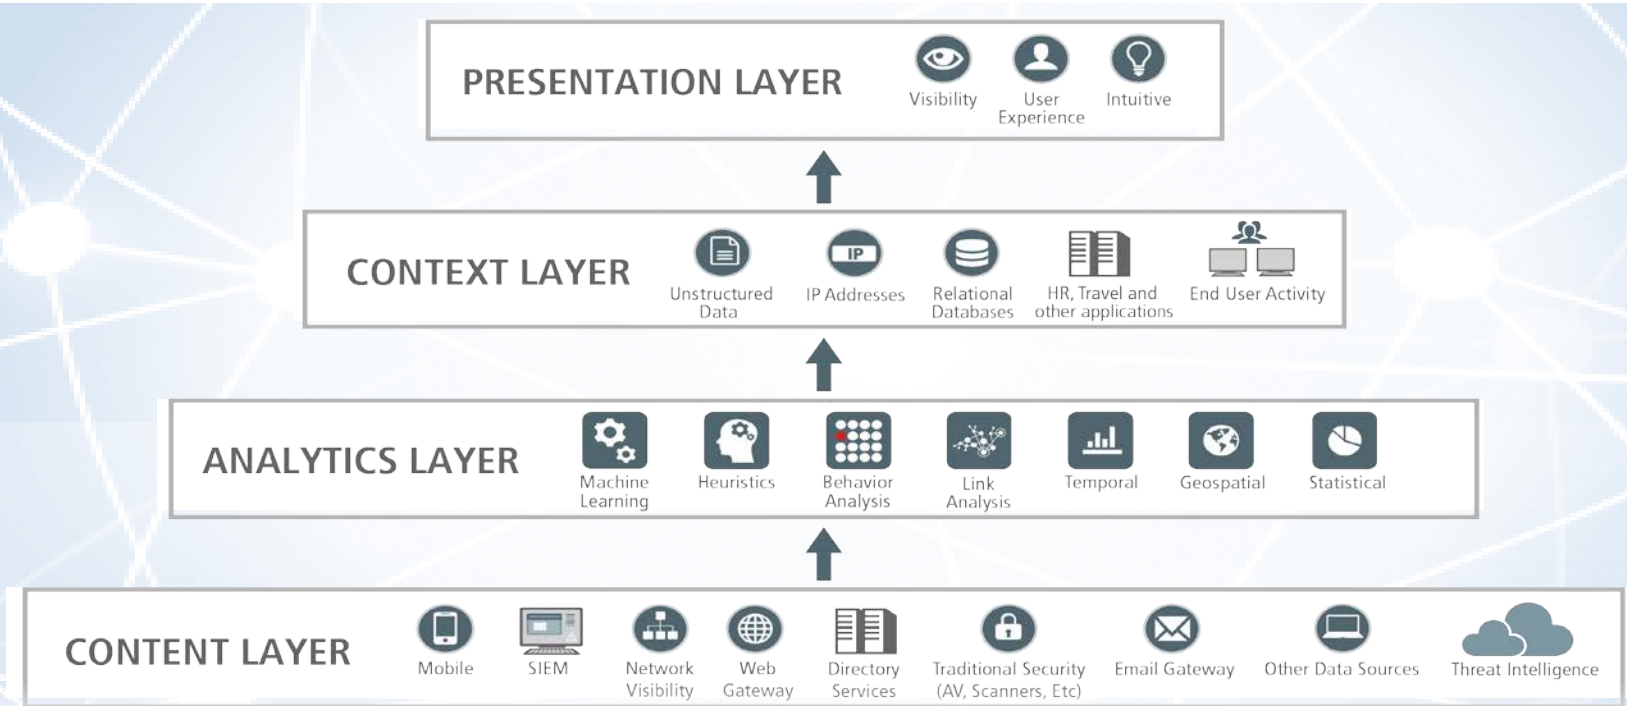 PRESENTATION LAYER
Visibility
User
Experience
Intuitive
CONTEXT LAYER
Unstructured
Data
IP
IP Addresses
Relational
Databases
HR, Travel and
other applications
End User Activity
ANALYTICS LAYER
Machine
Learning
Heuristics
Behavior
Analysis
Link
Analysis
Temporal
Geospatial
Statistical
CONTENT LAYER
Mobile
SIEM
Network
Visibility
Web
Gateway
Directory
Services
Traditional Security
(AV, Scanners, Etc)
Email Gateway
Other Data Sources
Threat Intelligence